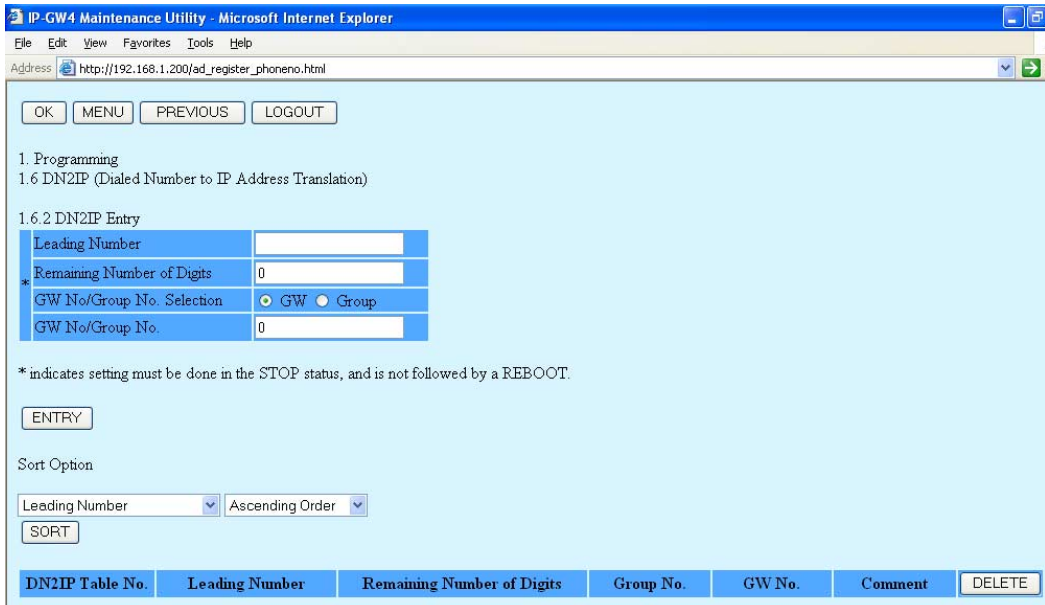 IP-GW4 Maintenance Utility - Microsoft Internet Explorer
File Edit View Favorites Tools Help
Address http://192.168.1.200/ad_register_phoneno.html
OK MENU PREVIOUS LOGOUT
1. Programming
1.6 DN2IP (Dialed Number to IP Address Translation)
1.6.2 DN2IP Entry
Leading Number
* Remaining Number of Digits 0
GW No/Group No. Selection GW Group
GW No/Group No. 0
* indicates setting must be done in the STOP status, and is not followed by a REBOOT.
ENTRY
Sort Option
Leading Number Ascending Order
SORT
DN2IP Table No. Leading Number Remaining Number of Digits Group No. GW No. Comment DELETE